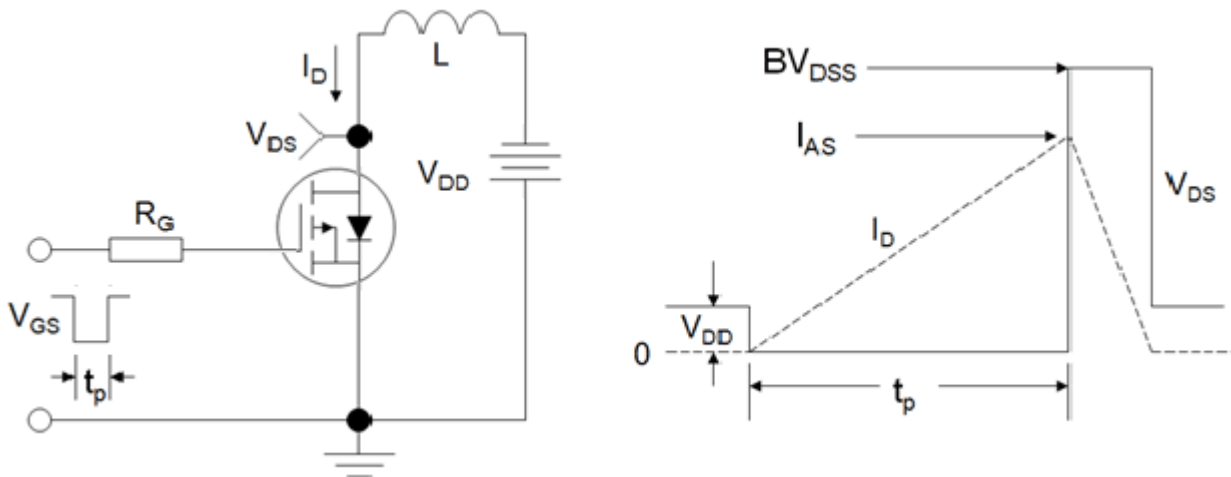 L
I_D
V_DS
V_DD
R_G
V_GS
t_p
BV_DSS
I_AS
V_DS
I_D
V_DD
0
t_p